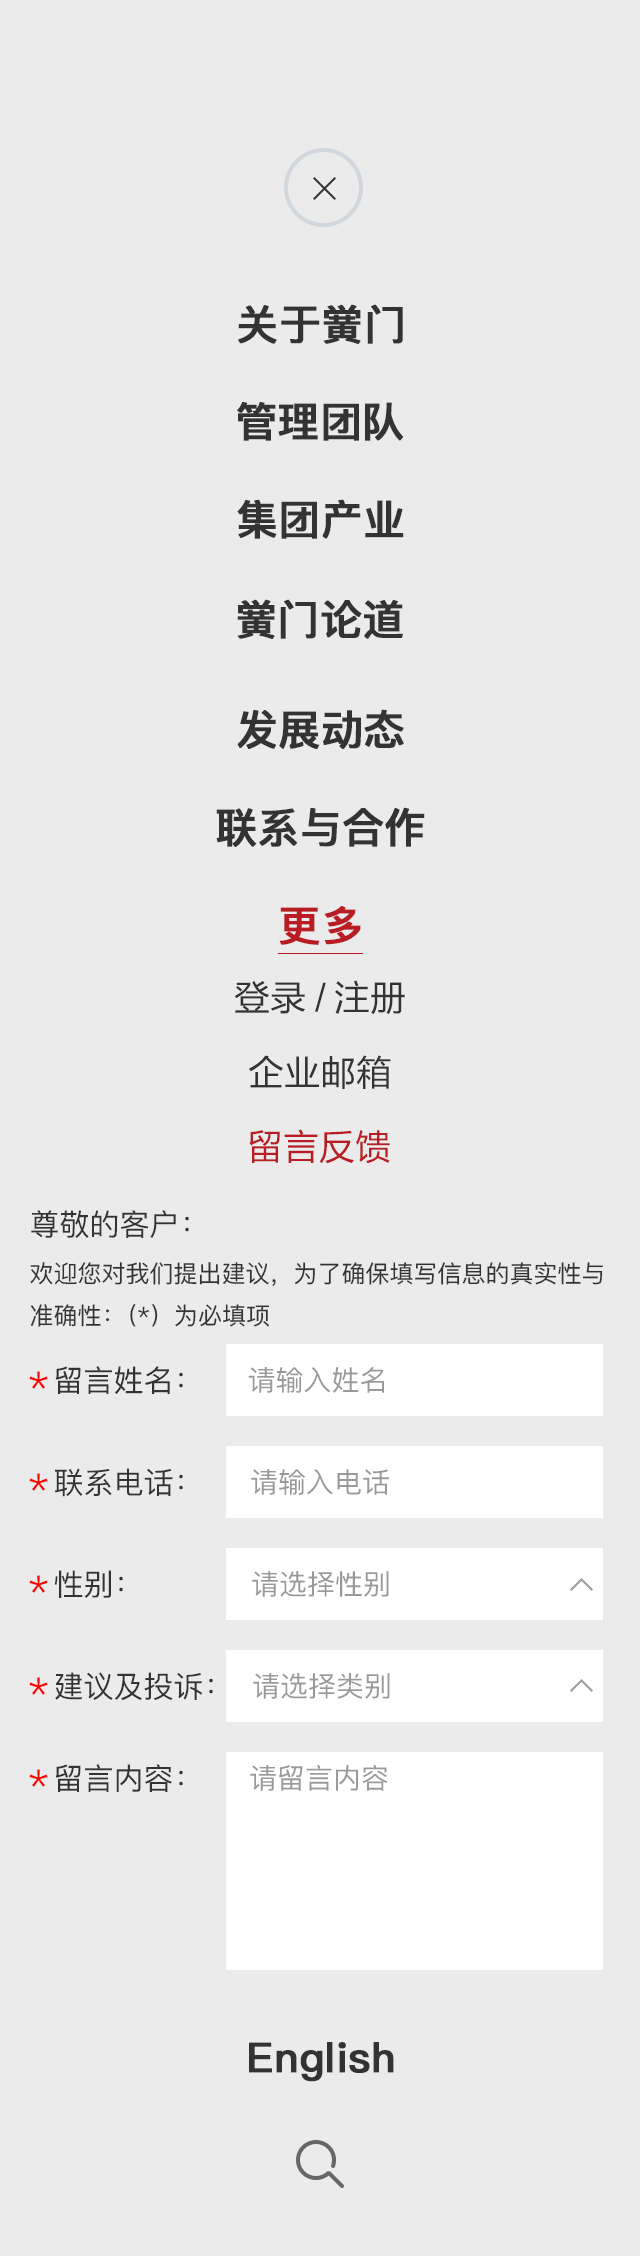 关于黉门
管理团队
集团产业
黉门论道
发展动态
联系与合作
更多
登录 / 注册
企业邮箱
留言反馈
尊敬的客户：
欢迎您对我们提出建议，为了确保填写信息的真实性与
准确性：(*）为必填项
* 留言姓名： 请输入姓名
* 联系电话： 请输入电话
* 性别： 请选择性别
* 建议及投诉： 请选择类别
* 留言内容： 请留言内容
English